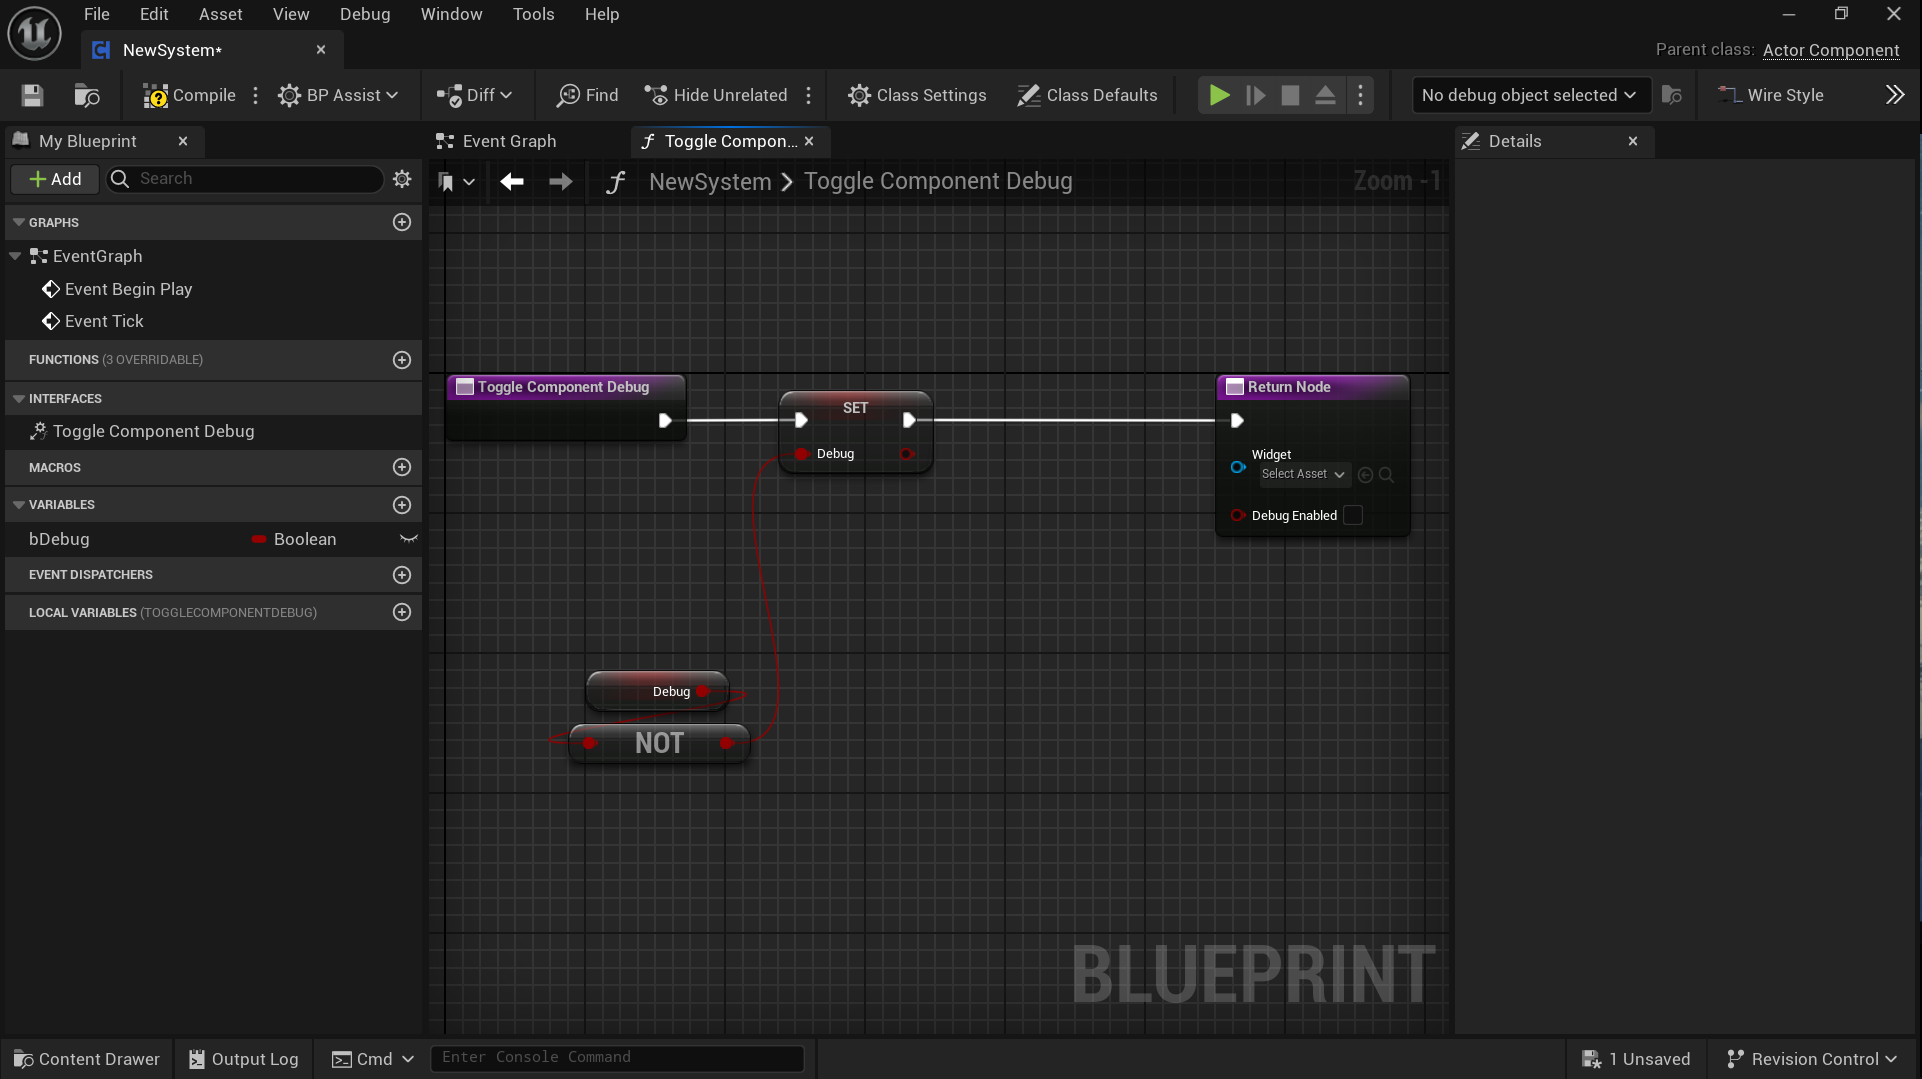 File Edit Asset View Debug Window Tools Help
NewSystem*
Parent class: Actor Component
Compile BP Assist Diff Find Hide Unrelated Class Settings Class Defaults No debug object selected Wire Style
My Blueprint
Event Graph
Toggle Compon...
Details
Add
Search
NewSystem > Toggle Component Debug
Zoom -1
GRAPHS
EventGraph
Event Begin Play
Event Tick
FUNCTIONS (3 OVERRIDABLE)
INTERFACES
Toggle Component Debug
MACROS
VARIABLES
bDebug Boolean
EVENT DISPATCHERS
LOCAL VARIABLES (TOGGLECOMPONENTDEBUG)
Toggle Component Debug
SET
Debug
Return Node
Widget
Select Asset
Debug Enabled
Debug
NOT
BLUEPRINT
Content Drawer Output Log Cmd Enter Console Command 1 Unsaved Revision Control